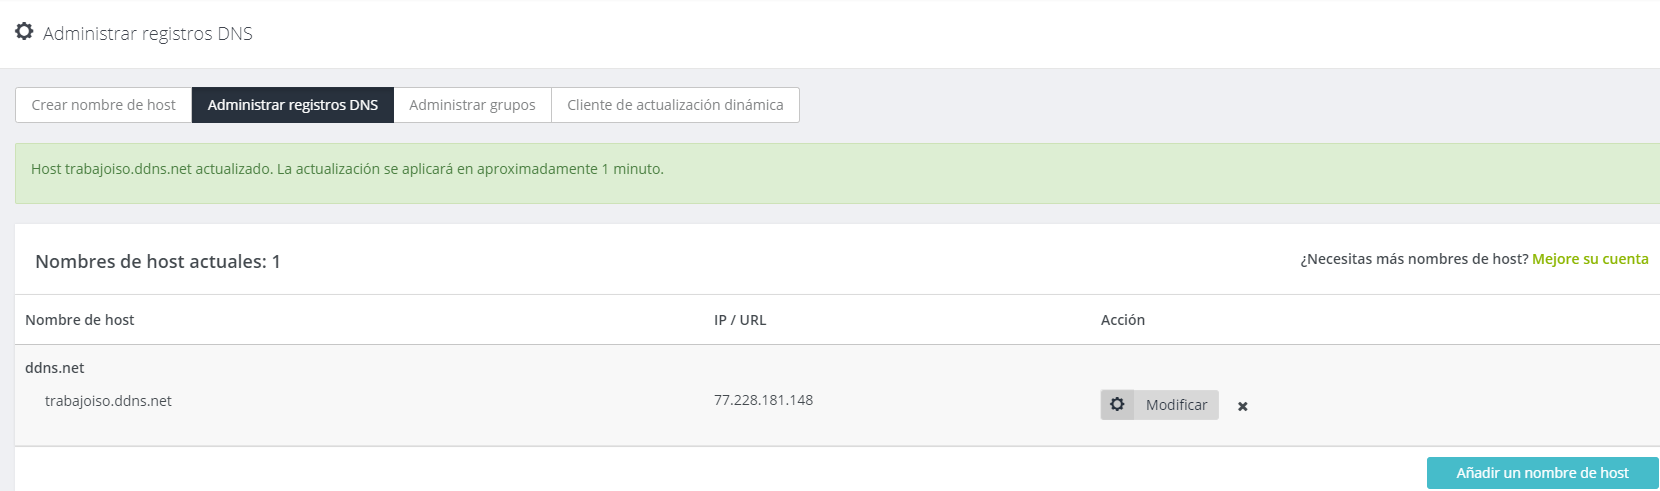 Administrar registros DNS
Crear nombre de host Administrar registros DNS Administrar grupos Cliente de actualización dinámica
Host trabajoiso.ddns.net actualizado. La actualización se aplicará en aproximadamente 1 minuto.
Nombres de host actuales: 1 ¿Necesitas más nombres de host? Mejore su cuenta
Nombre de host IP / URL Acción
ddns.net
trabajoiso.ddns.net 77.228.181.148 Modificar
Añadir un nombre de host